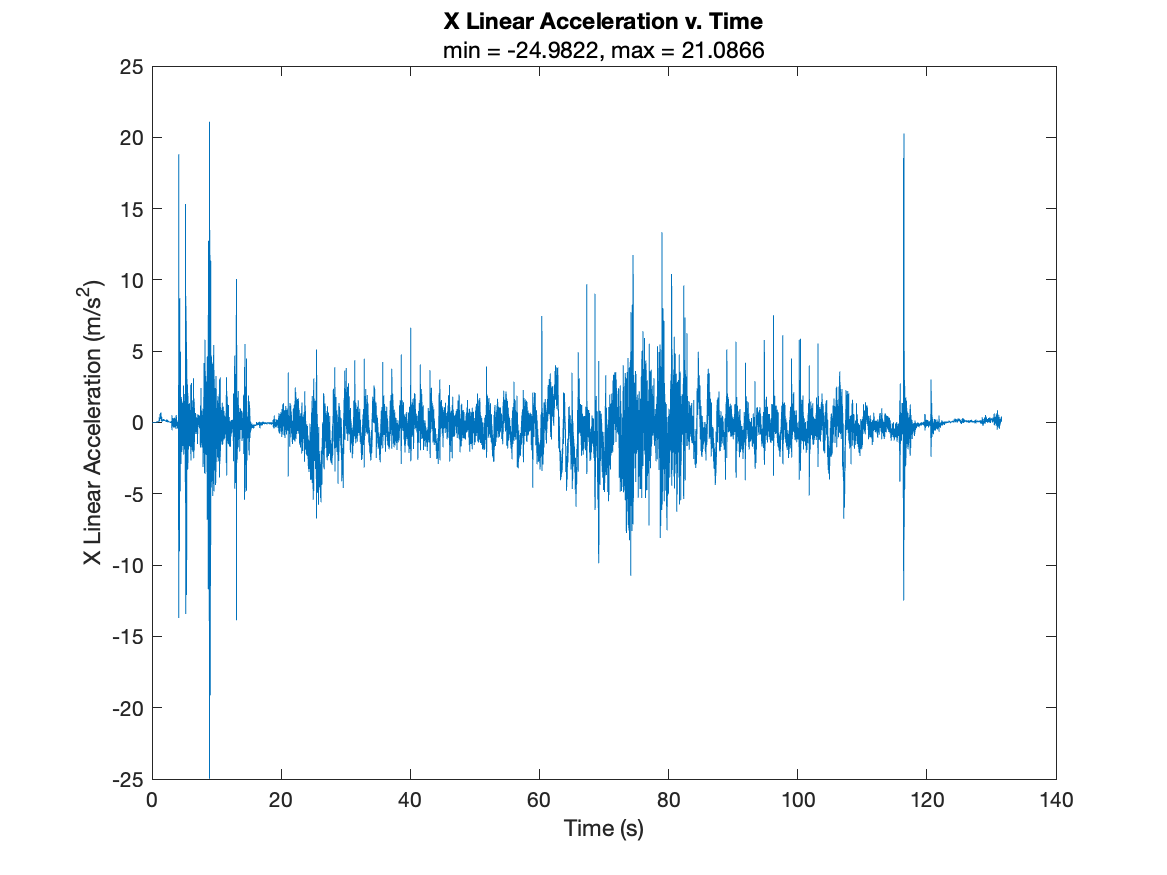 X Linear Acceleration v. Time
min = -24.9822, max = 21.0866
25
20
15
10
5
0
-5
-10
-15
-20
-25
X Linear Acceleration (m/s²)
0 20 40 60 80 100 120 140
Time (s)